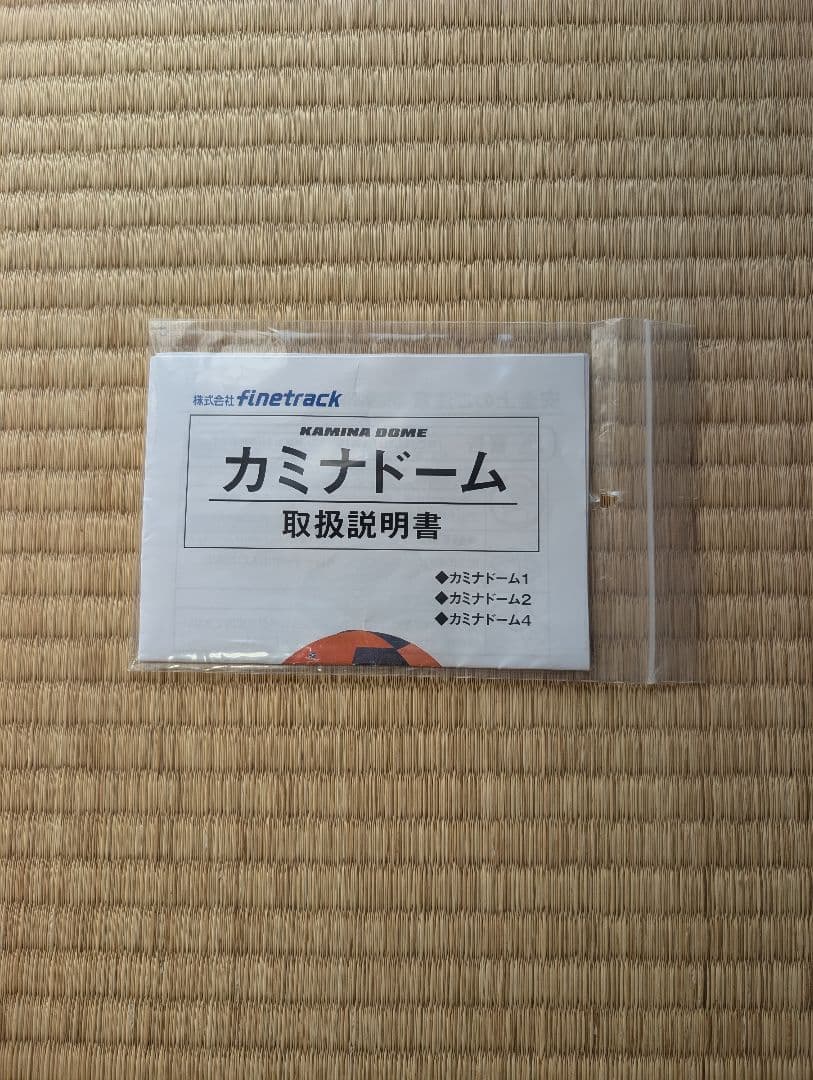 株式会社finetrack
KAMINA DOME
カミナドーム
取扱説明書
◆カミナドーム1
◆カミナドーム2
◆カミナドーム4